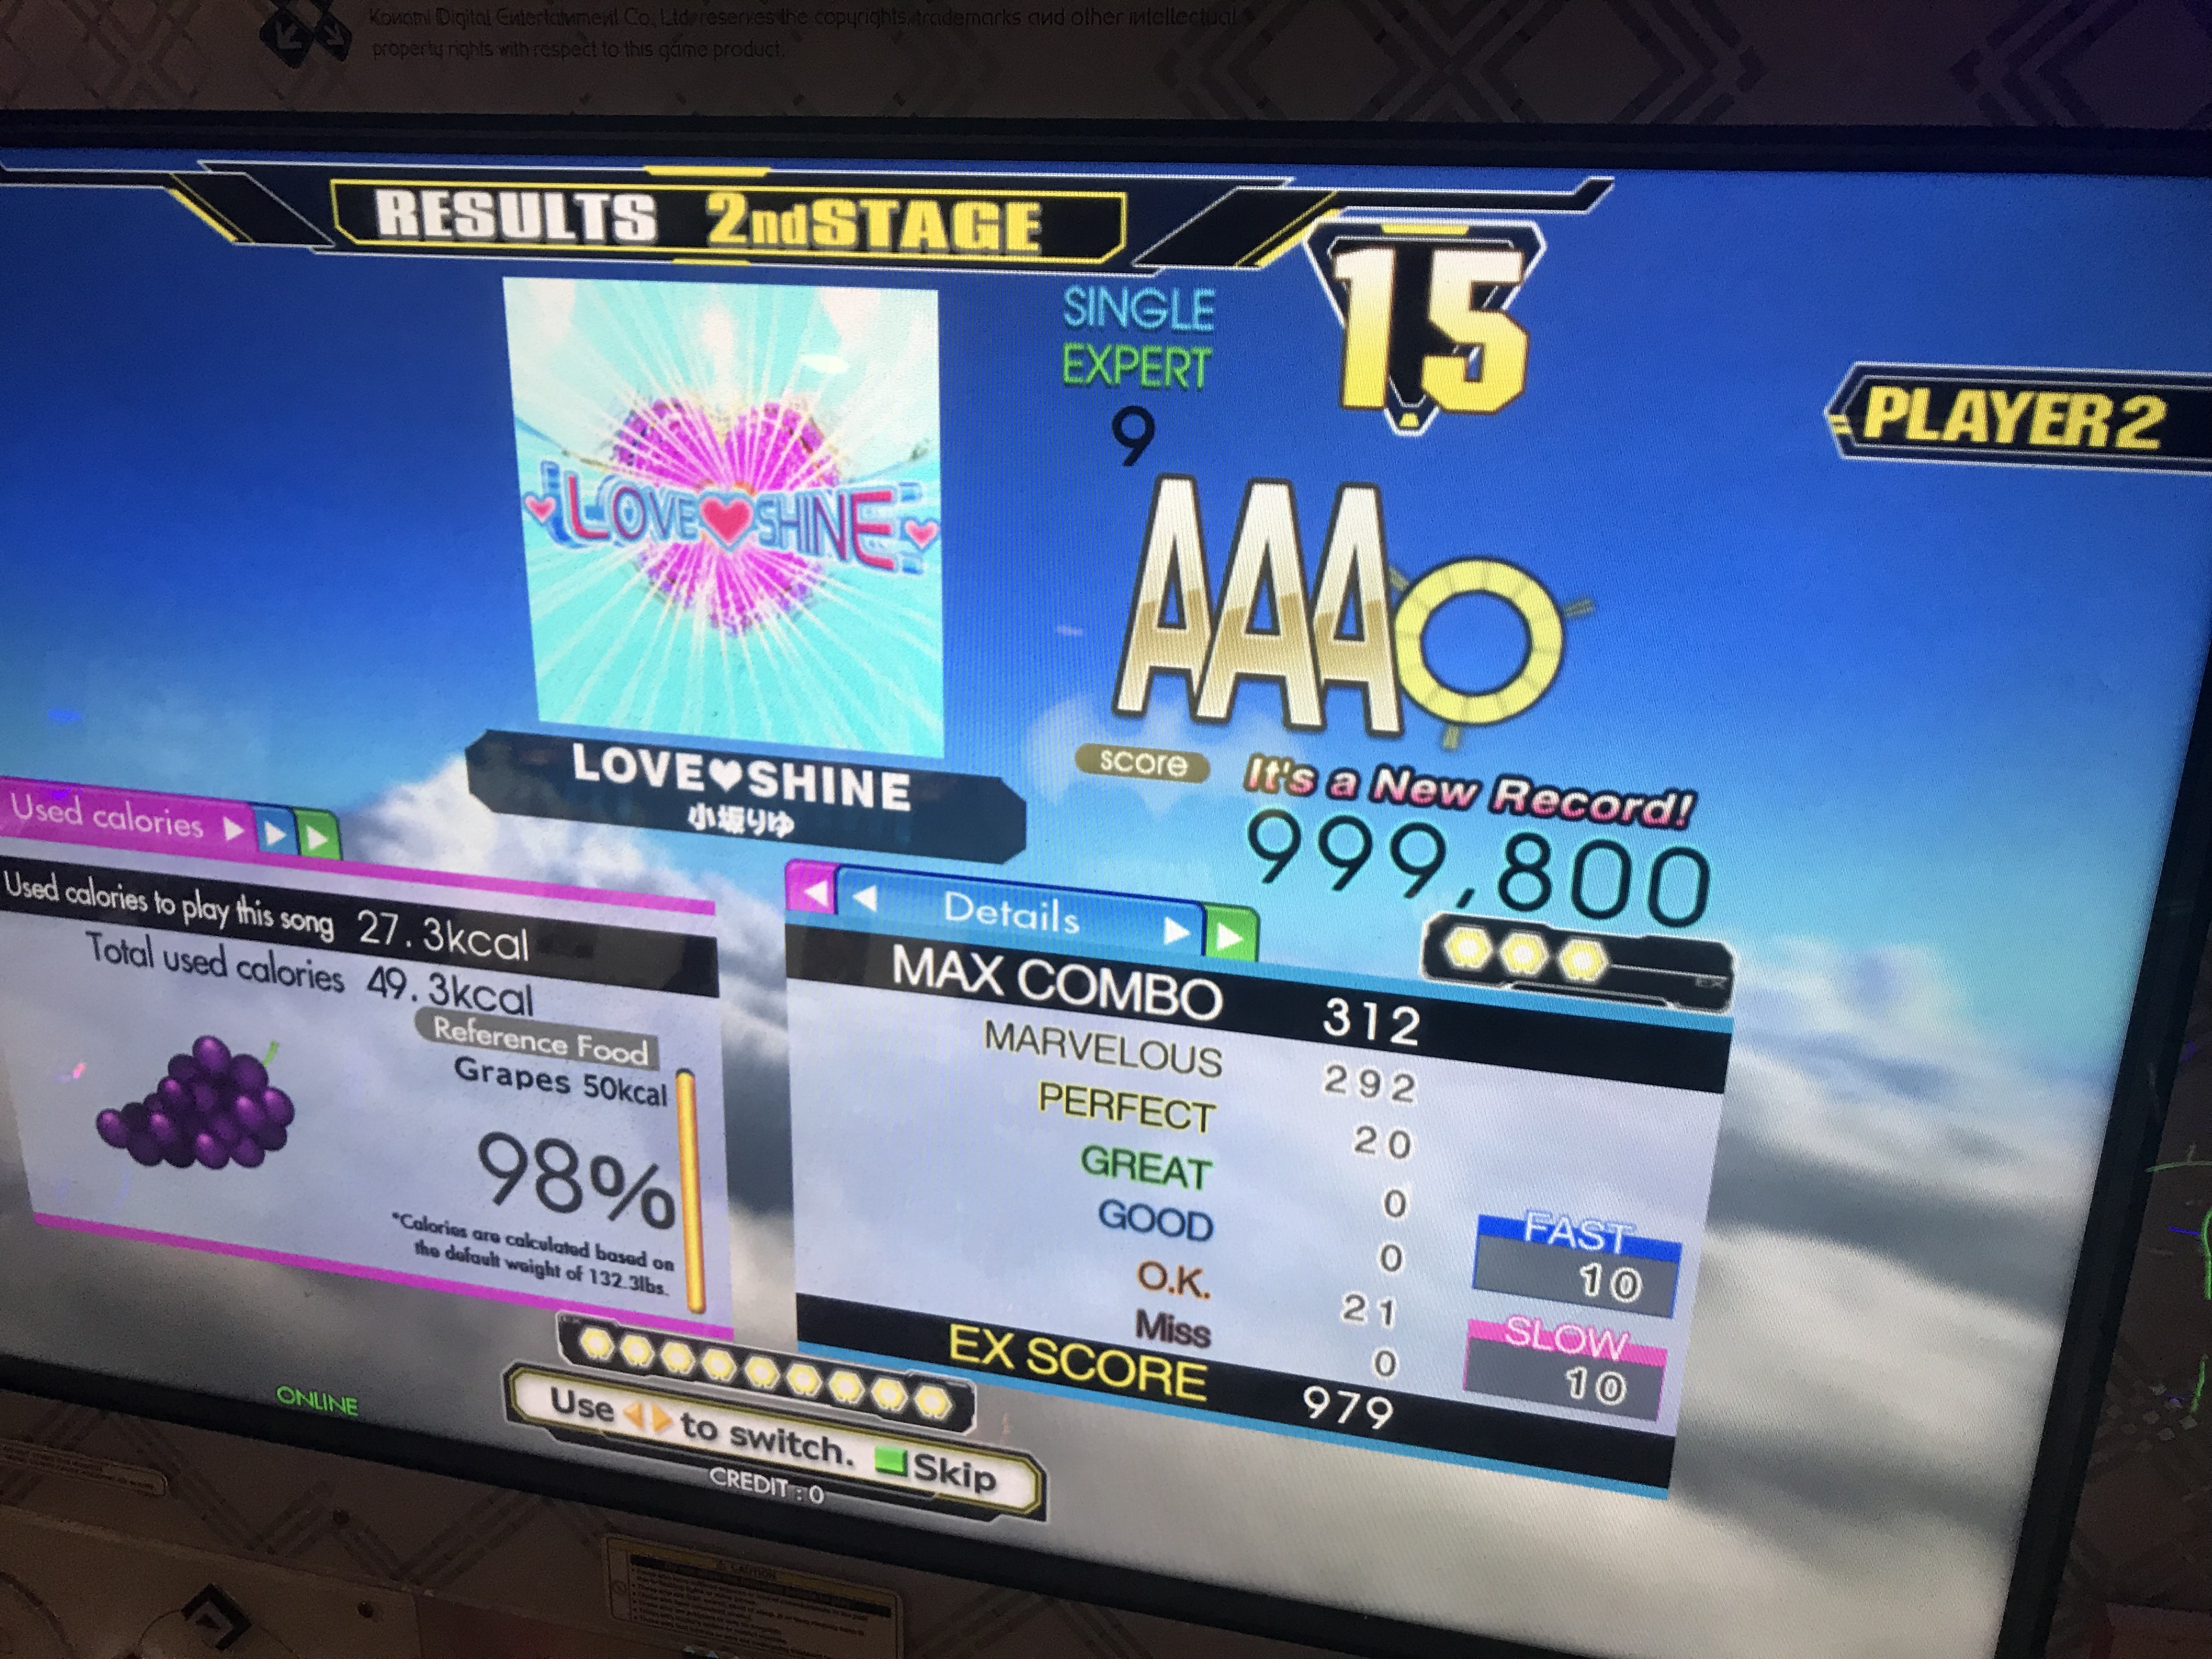 Konami Digital Entertainment Co., Ltd. reserves the copyrights, trademarks and other intellectual
property rights with respect to this game product.
RESULTS 2ndSTAGE
15
SINGLE
EXPERT
9
PLAYER2
LOVE♥SHINE
AAA
LOVE♥SHINE
小坂りゆ
score
It's a New Record!
999,800
Used calories
Used calories to play this song 27.3kcal
Total used calories 49.3kcal
Reference Food
Grapes 50kcal
98%
*Calories are calculated based on
the default weight of 132.3lbs.
Details
EX
MAX COMBO 312
MARVELOUS 292
PERFECT 20
GREAT 0
GOOD 0
O.K. 21
Miss 0
EX SCORE 979
FAST
10
SLOW
10
Use ◀▶ to switch. Skip
ONLINE
CREDIT : 0
CAUTION